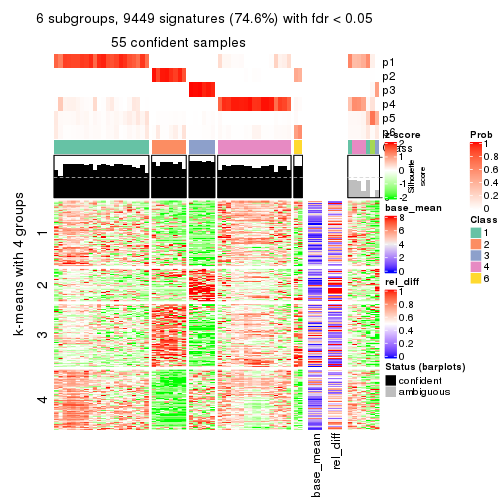 6 subgroups, 9449 signatures (74.6%) with fdr < 0.05
55 confident samples
p1
p2
p3
p4
p5
p6
Silhouette
score
k-means with 4 groups
1
2
3
4
base_mean
rel_diff
z-score
2
1
0
-1
-2
base_mean
8
6
4
2
0
rel_diff
1
0.8
0.6
0.4
0.2
0
Status (barplots)
confident
ambiguous
Prob
1
0.8
0.6
0.4
0.2
0
Class
1
2
3
4
6